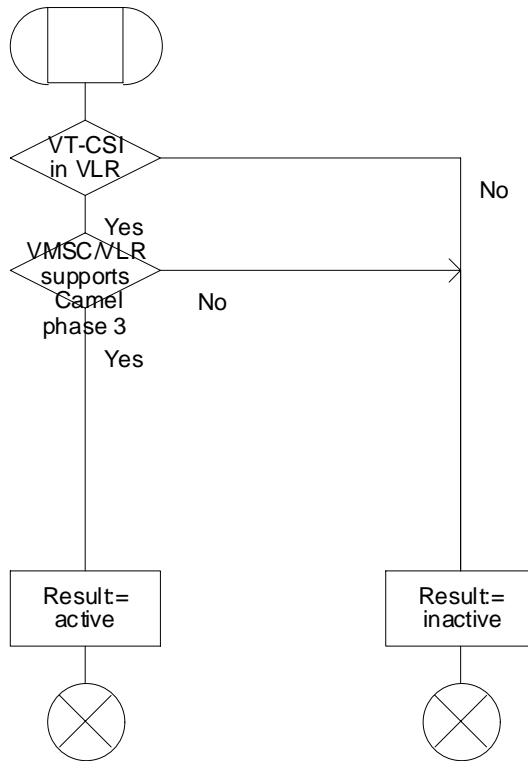 VT-CSI
in VLR
No
Yes
VMSC/VLR
supports
Camel
phase 3
No
Yes
Result:=
active
Result:=
inactive